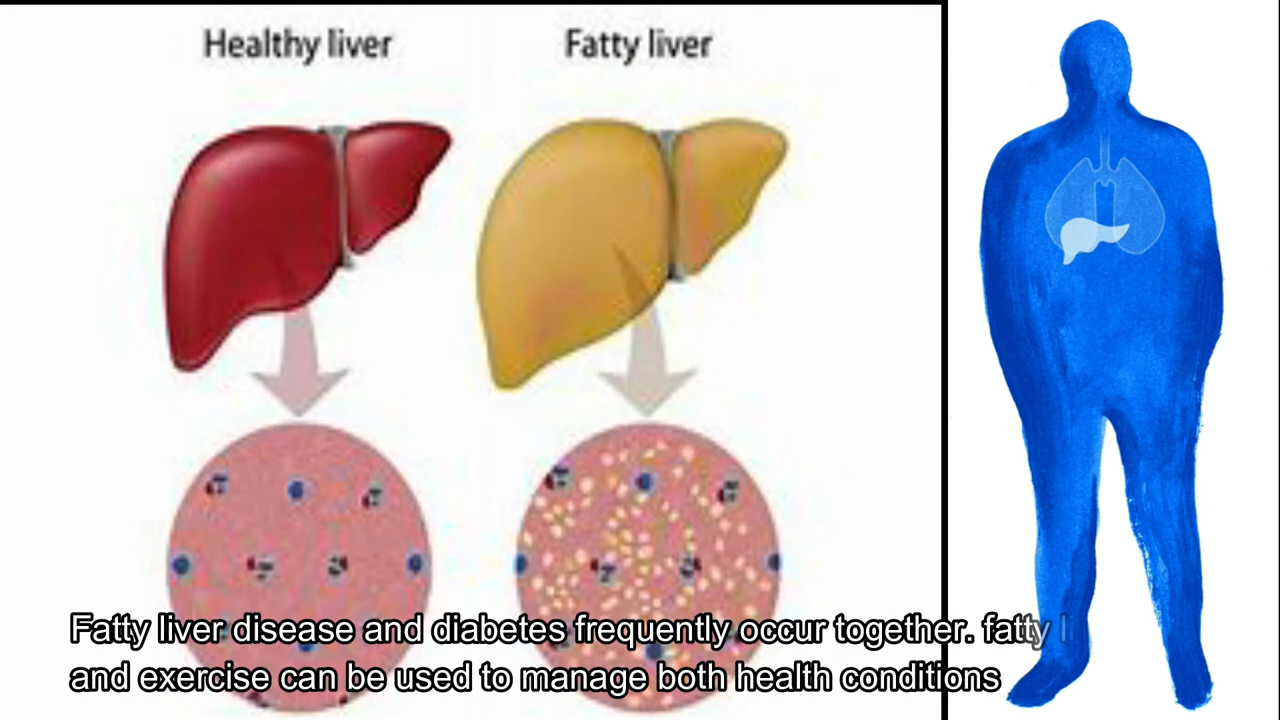 Healthy liver
Fatty liver
Fatty liver disease and diabetes frequently occur together. fatty l
and exercise can be used to manage both health conditions